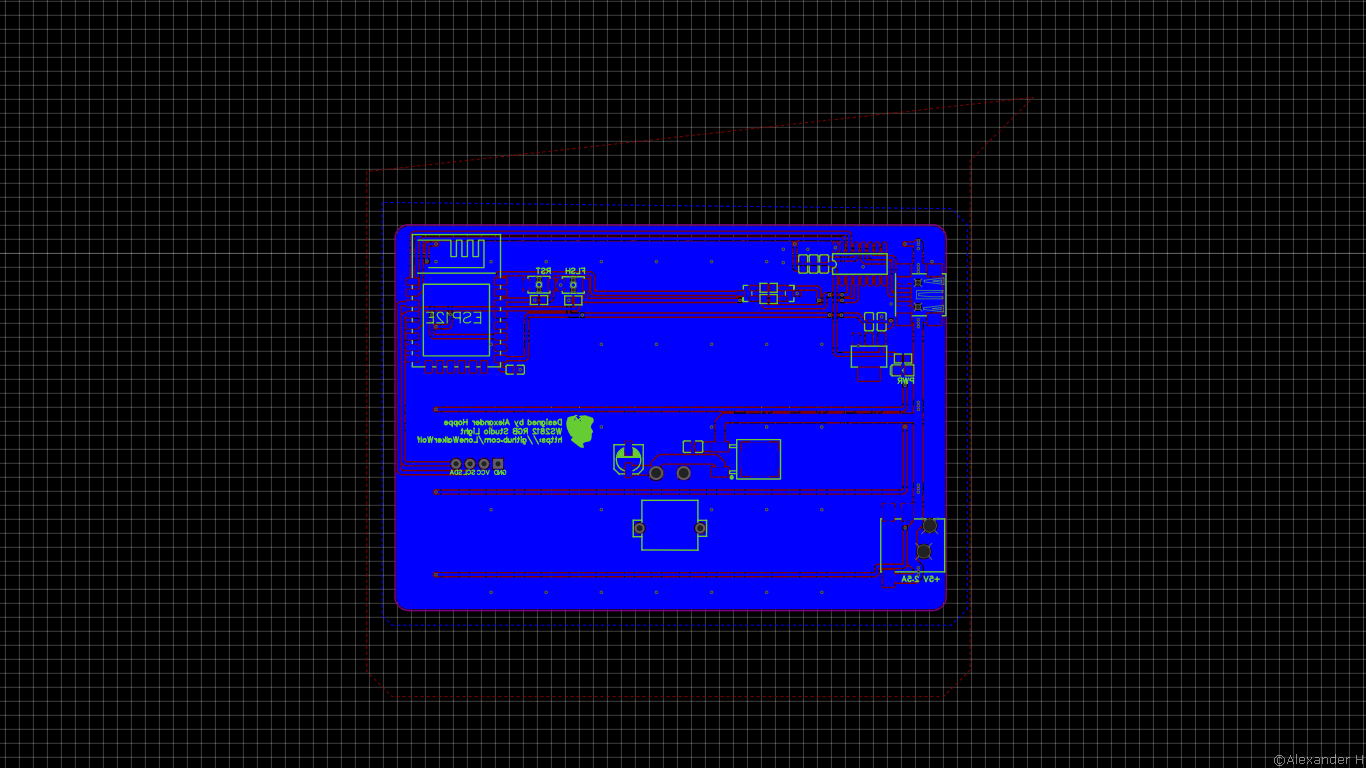 RST
FLSH
ESP12E
PWR
Designed by Alexander Hoppe
WS2812 RGB Studio Light
https://github.com/LoneWalkerWolf
GND VCC SCL SDA
+5V 2.5A
©Alexander H